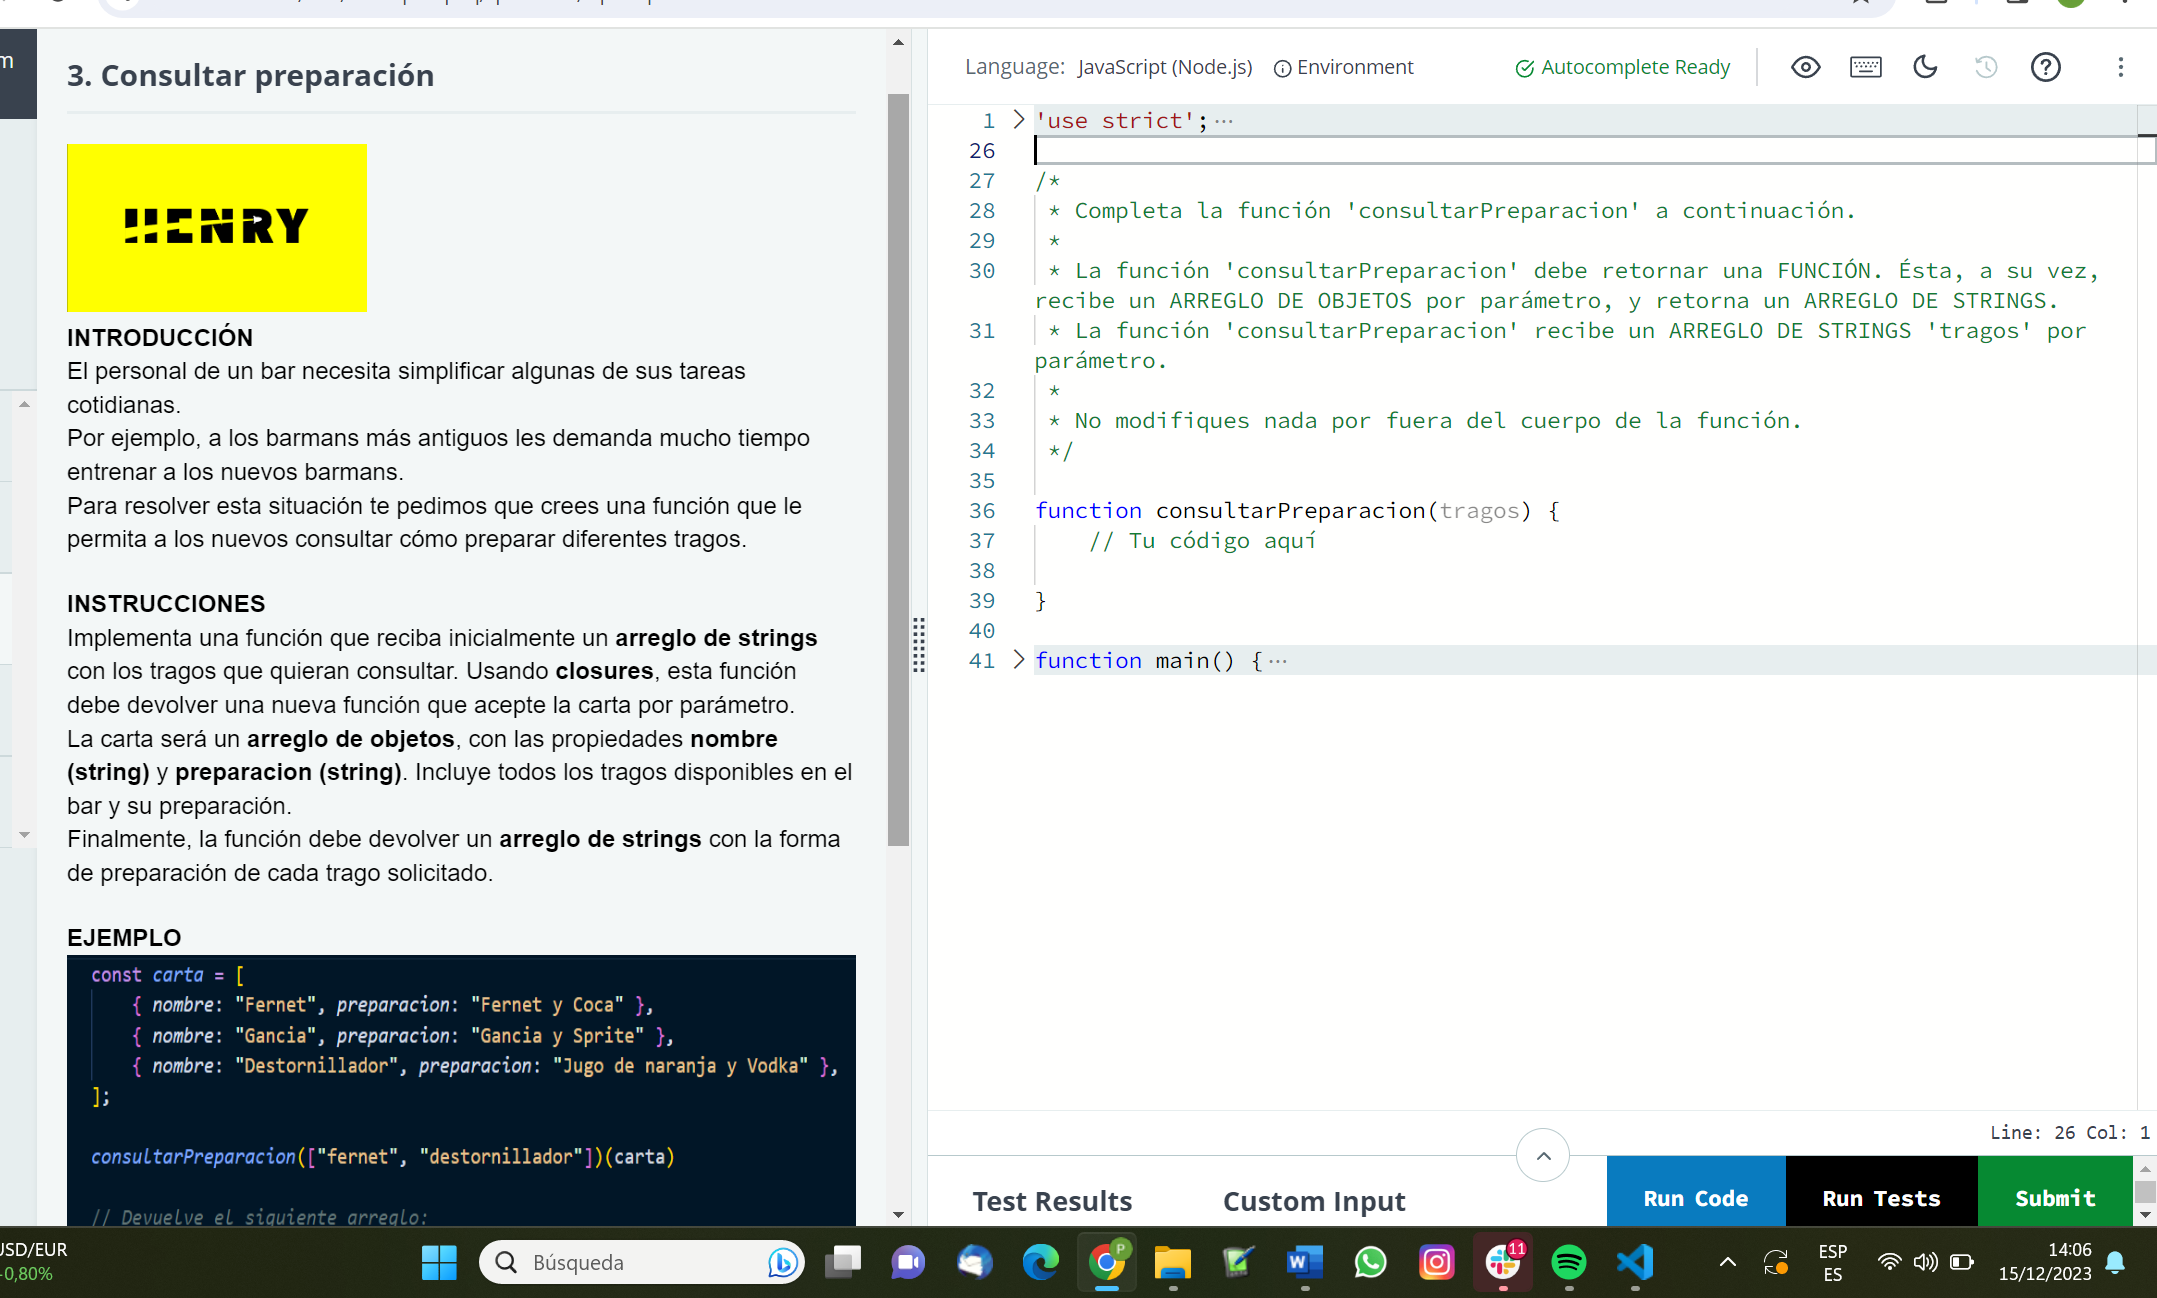 3. Consultar preparación
HENRY
INTRODUCCIÓN
El personal de un bar necesita simplificar algunas de sus tareas
cotidianas.
Por ejemplo, a los barmans más antiguos les demanda mucho tiempo
entrenar a los nuevos barmans.
Para resolver esta situación te pedimos que crees una función que le
permita a los nuevos consultar cómo preparar diferentes tragos.
INSTRUCCIONES
Implementa una función que reciba inicialmente un arreglo de strings
con los tragos que quieran consultar. Usando closures, esta función
debe devolver una nueva función que acepte la carta por parámetro.
La carta será un arreglo de objetos, con las propiedades nombre
(string) y preparacion (string). Incluye todos los tragos disponibles en el
bar y su preparación.
Finalmente, la función debe devolver un arreglo de strings con la forma
de preparación de cada trago solicitado.
EJEMPLO
const carta = [
{ nombre: "Fernet", preparacion: "Fernet y Coca" },
{ nombre: "Gancia", preparacion: "Gancia y Sprite" },
{ nombre: "Destornillador", preparacion: "Jugo de naranja y Vodka" },
];
consultarPreparacion(["fernet", "destornillador"])(carta)
// Devuelve el siguiente arreglo:
Language: JavaScript (Node.js) Environment Autocomplete Ready
1 'use strict';
26
27 /*
28 * Completa la función 'consultarPreparacion' a continuación.
29 *
30 * La función 'consultarPreparacion' debe retornar una FUNCIÓN. Ésta, a su vez,
recibe un ARREGLO DE OBJETOS por parámetro, y retorna un ARREGLO DE STRINGS.
31 * La función 'consultarPreparacion' recibe un ARREGLO DE STRINGS 'tragos' por
parámetro.
32 *
33 * No modifiques nada por fuera del cuerpo de la función.
34 */
35
36 function consultarPreparacion(tragos) {
37 // Tu código aquí
38
39 }
40
41 function main() {
Line: 26 Col: 1
Test Results Custom Input Run Code Run Tests Submit
USD/EUR
-0,80%
Búsqueda
11
ESP
ES
14:06
15/12/2023